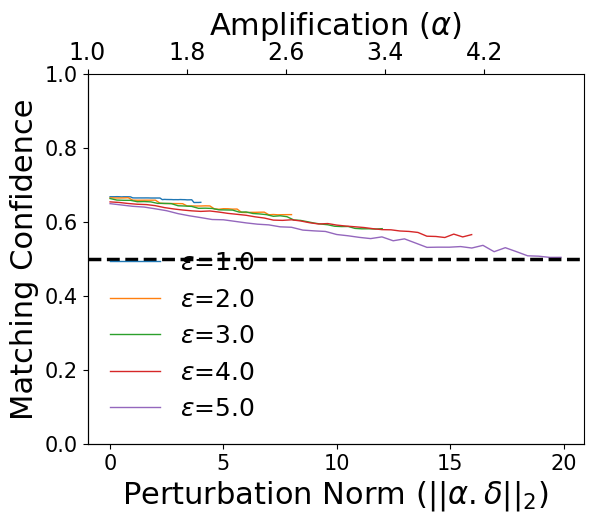 Amplification (α)
1.0 1.8 2.6 3.4 4.2
Matching Confidence
1.0
0.8
0.6
0.4
0.2
0.0
ε=1.0
ε=2.0
ε=3.0
ε=4.0
ε=5.0
0 5 10 15 20
Perturbation Norm (||α.δ||₂)